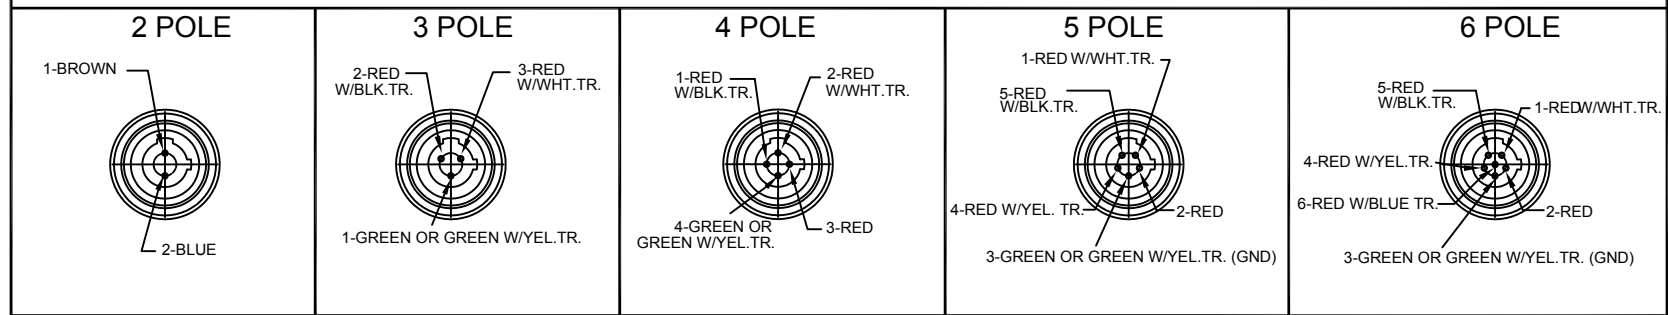 2 POLE
1-BROWN
2-BLUE
3 POLE
2-RED
W/BLK.TR.
3-RED
W/WHT.TR.
1-GREEN OR GREEN W/YEL.TR.
4 POLE
1-RED
W/BLK.TR.
2-RED
W/WHT.TR.
4-GREEN OR
GREEN W/YEL.TR.
3-RED
5 POLE
1-RED W/WHT.TR.
5-RED
W/BLK.TR.
4-RED W/YEL. TR.
2-RED
3-GREEN OR GREEN W/YEL.TR. (GND)
6 POLE
5-RED
W/BLK.TR.
1-REDW/WHT.TR.
4-RED W/YEL.TR.
6-RED W/BLUE TR.
2-RED
3-GREEN OR GREEN W/YEL.TR. (GND)